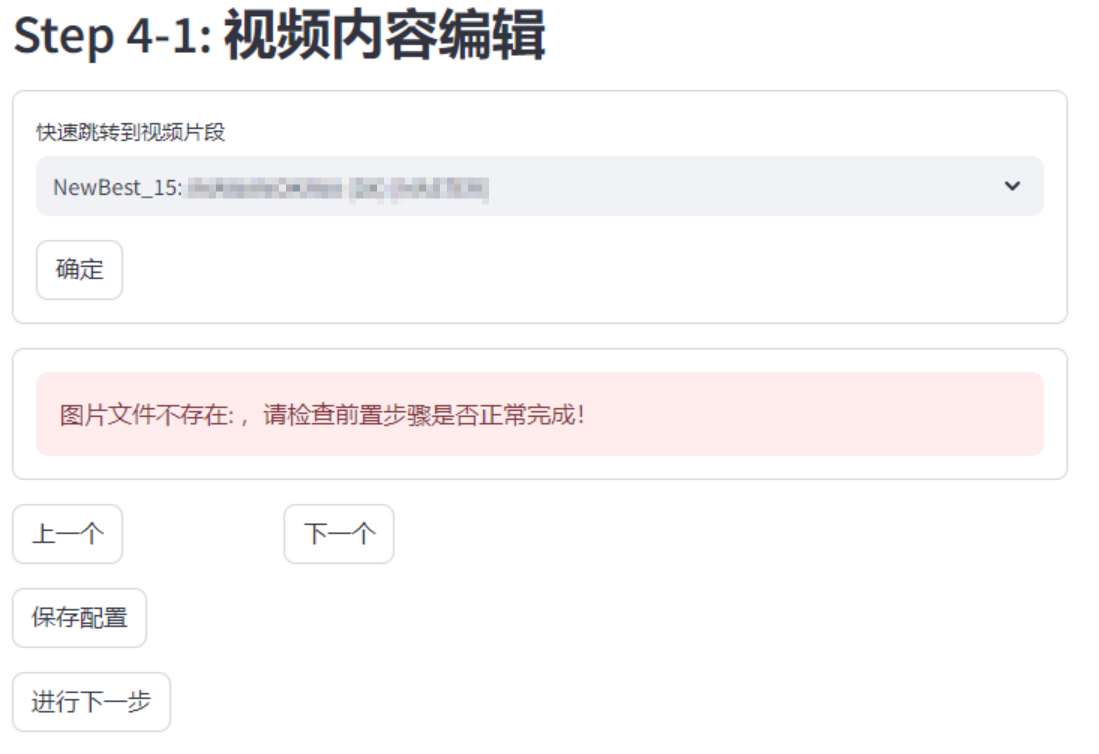 Step 4-1: 视频内容编辑
快速跳转到视频片段
NewBest_15:
确定
图片文件不存在: ，请检查前置步骤是否正常完成！
上一个
下一个
保存配置
进行下一步